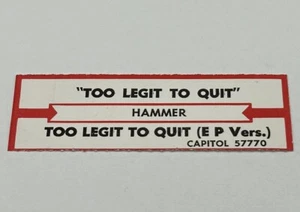 "TOO LEGIT TO QUIT"
HAMMER
TOO LEGIT TO QUIT (E P Vers.)
CAPITOL 57770